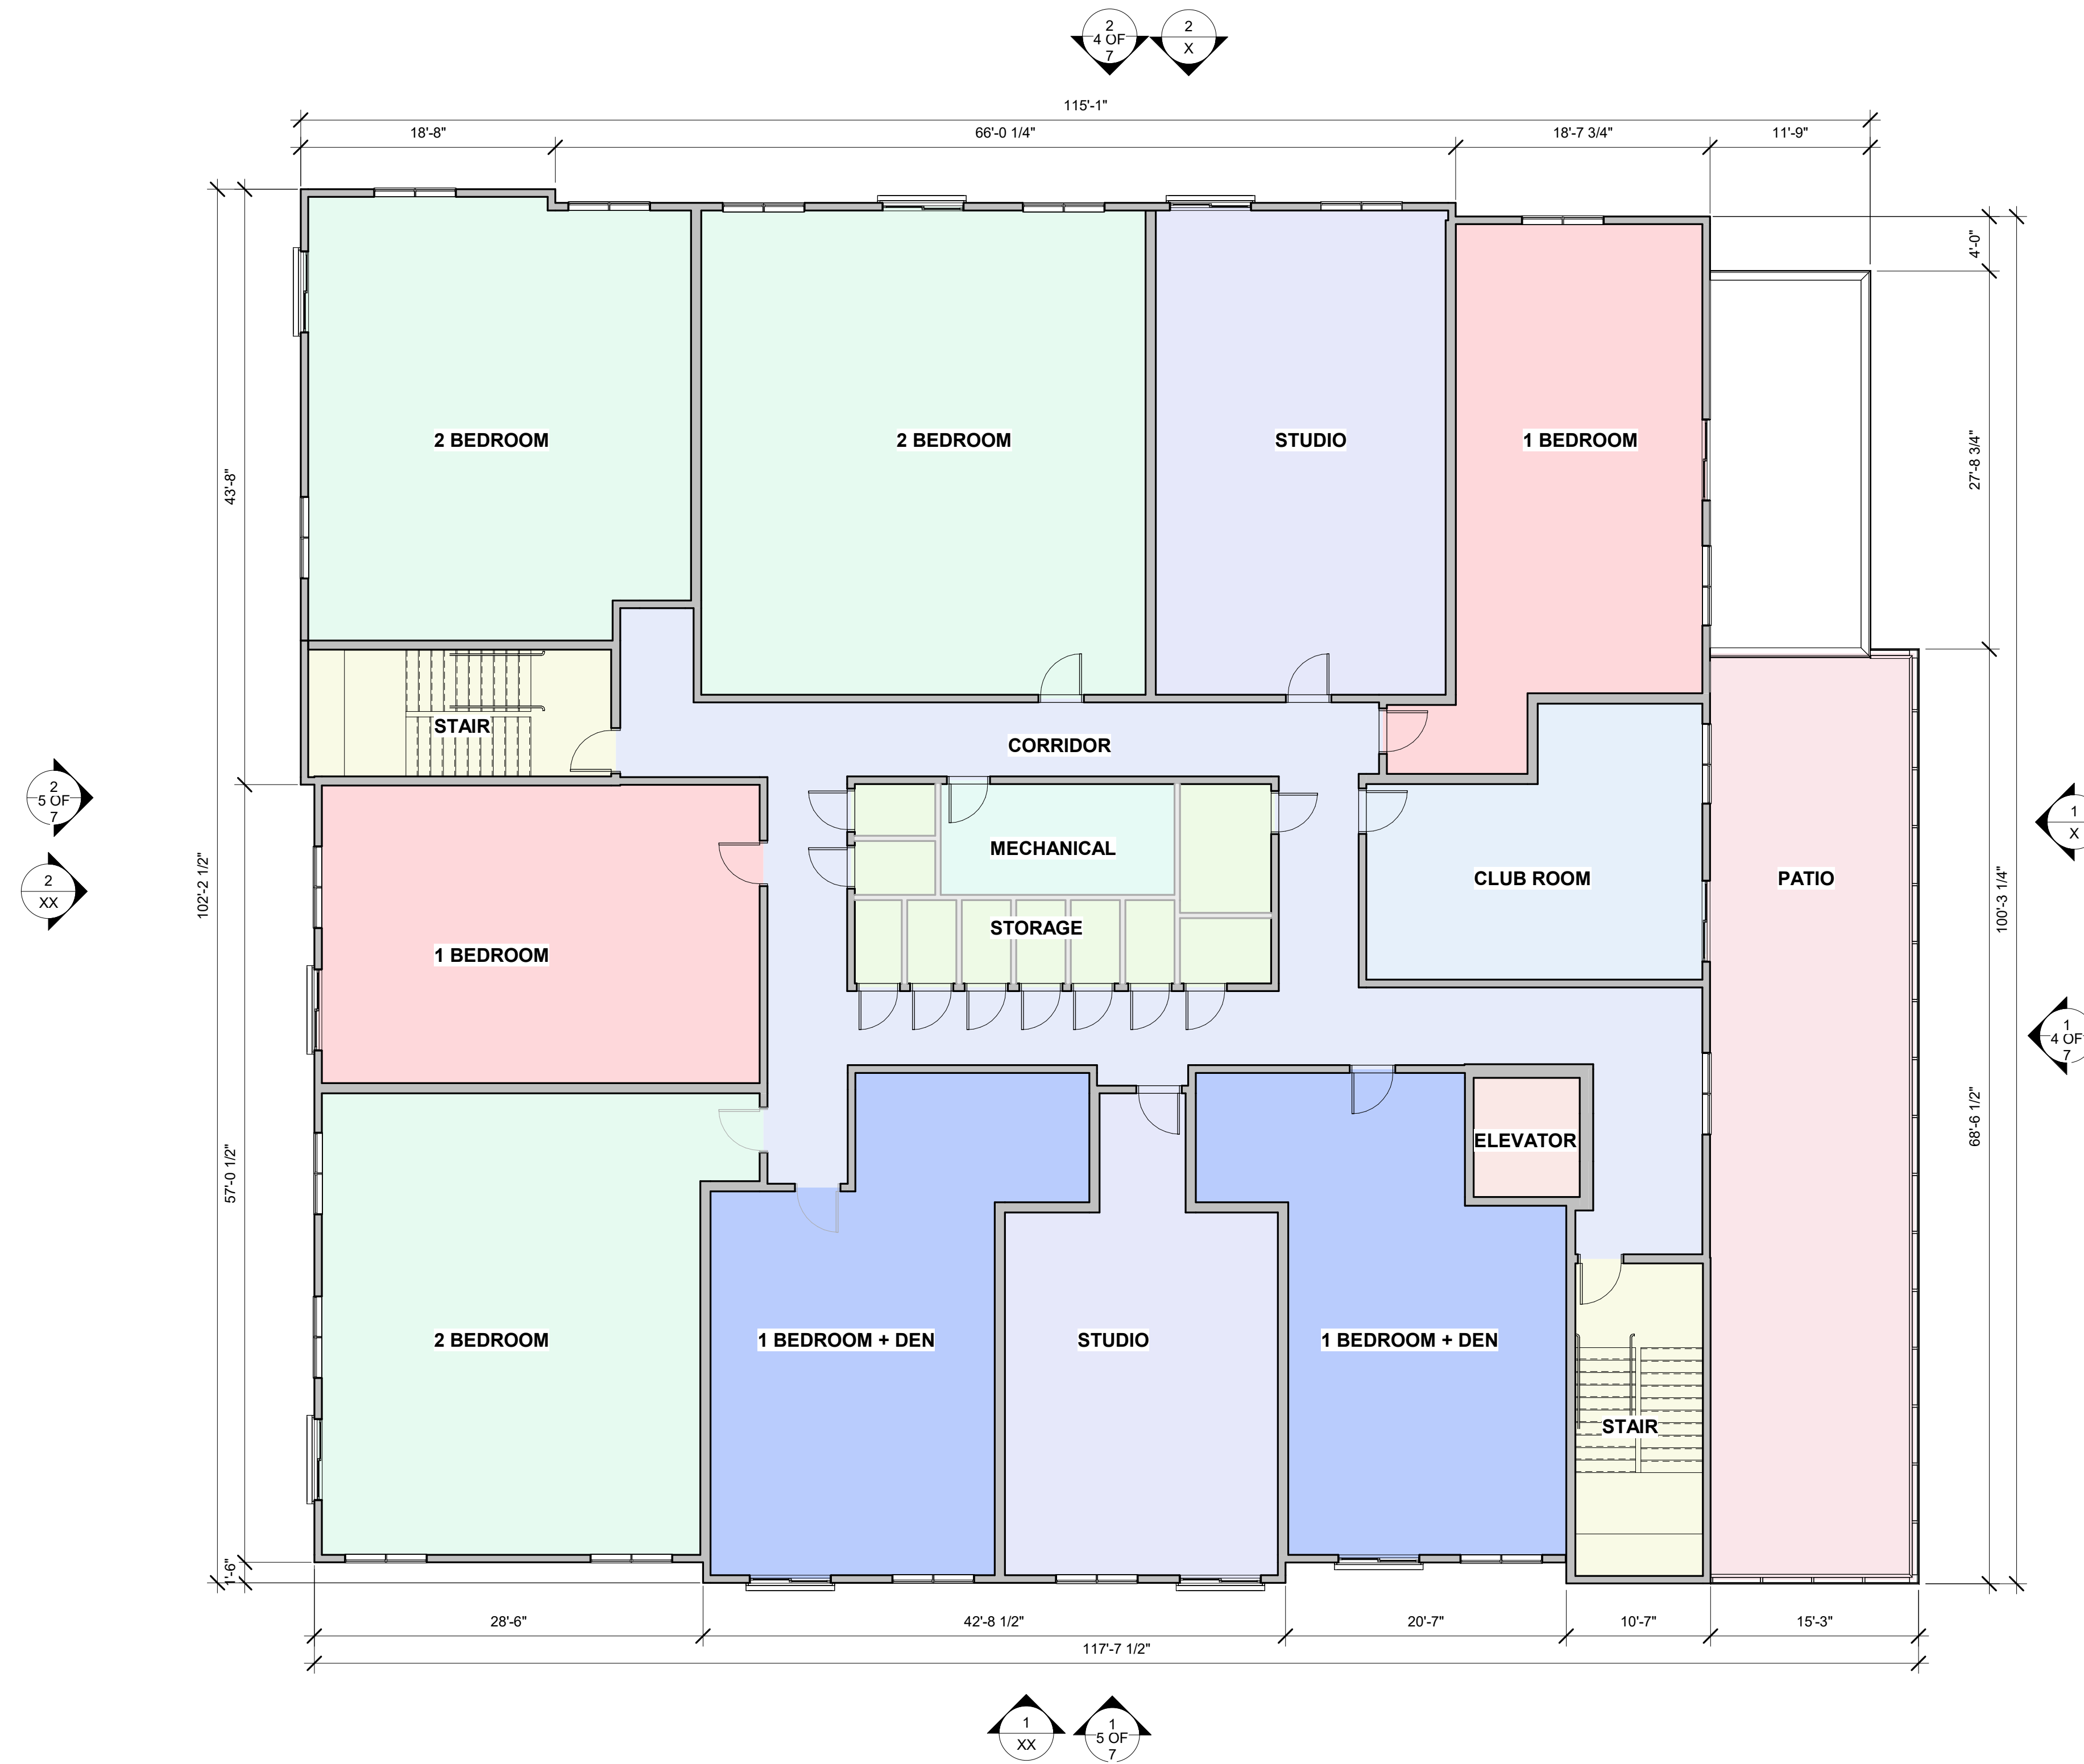 2
4 OF
7
2
X
115'-1"
18'-8"
66'-0 1/4"
18'-7 3/4"
11'-9"
4'-0"
27'-8 3/4"
43'-8"
2 BEDROOM
2 BEDROOM
STUDIO
1 BEDROOM
STAIR
CORRIDOR
2
5 OF
7
1
X
102'-2 1/2"
MECHANICAL
CLUB ROOM
PATIO
100'-3 1/4"
2
XX
STORAGE
1 BEDROOM
1
4 OF
7
68'-6 1/2"
57'-0 1/2"
ELEVATOR
2 BEDROOM
1 BEDROOM + DEN
STUDIO
1 BEDROOM + DEN
STAIR
1'-6"
28'-6"
42'-8 1/2"
20'-7"
10'-7"
15'-3"
117'-7 1/2"
1
XX
1
5 OF
7